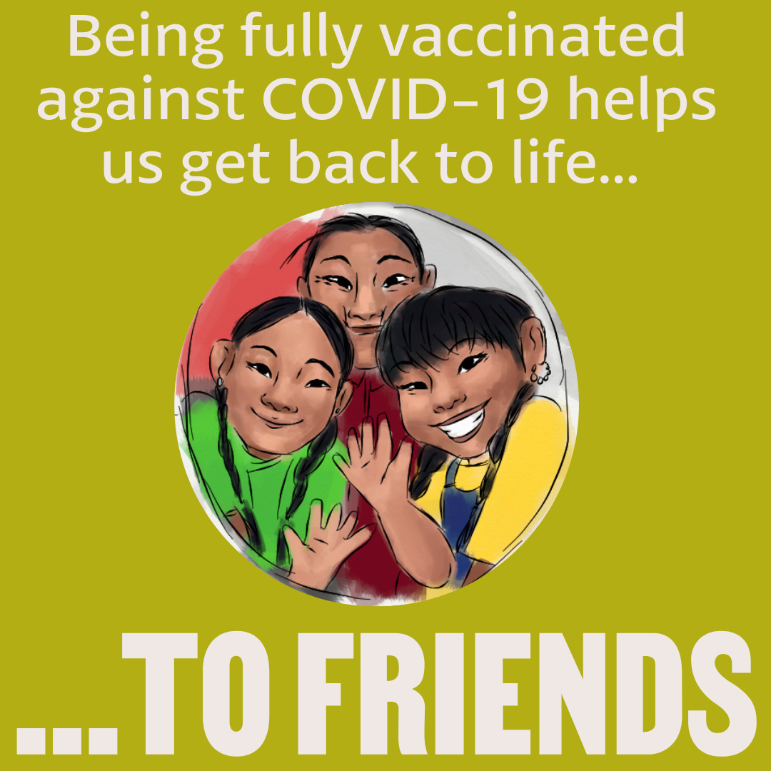 Being fully vaccinated
against COVID-19 helps
us get back to life...
...TO FRIENDS